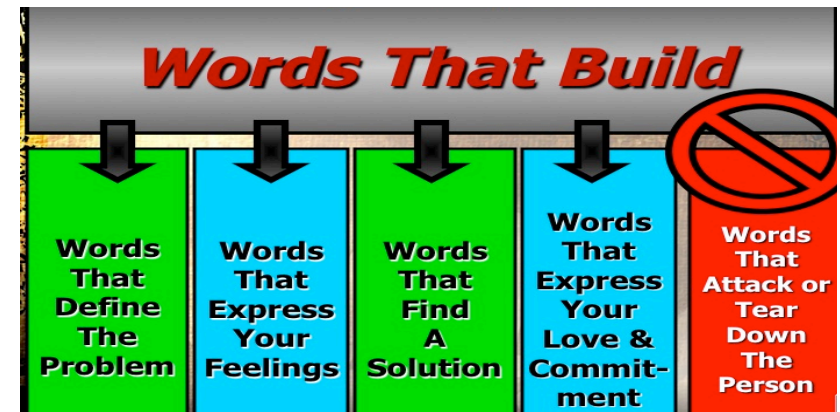 Words That Build
Words
That
Define
The
Problem
Words
That
Express
Your
Feelings
Words
That
Find
A
Solution
Words
That
Express
Your
Love &
Commit-
ment
Words
That
Attack or
Tear
Down
The
Person